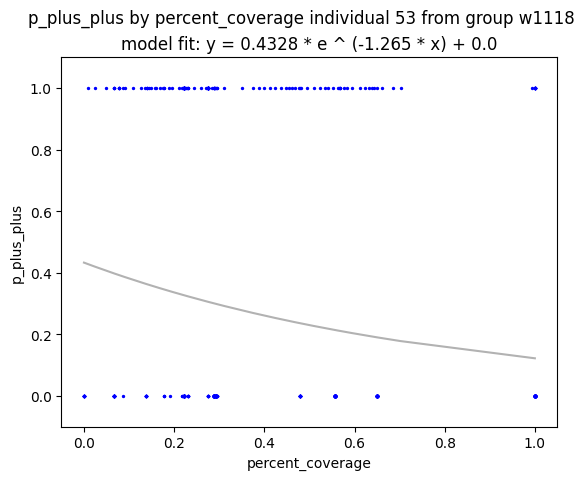 p_plus_plus by percent_coverage individual 53 from group w1118
model fit: y = 0.4328 * e ^ (-1.265 * x) + 0.0
1.0
0.8
0.6
0.4
0.2
0.0
p_plus_plus
0.0 0.2 0.4 0.6 0.8 1.0
percent_coverage